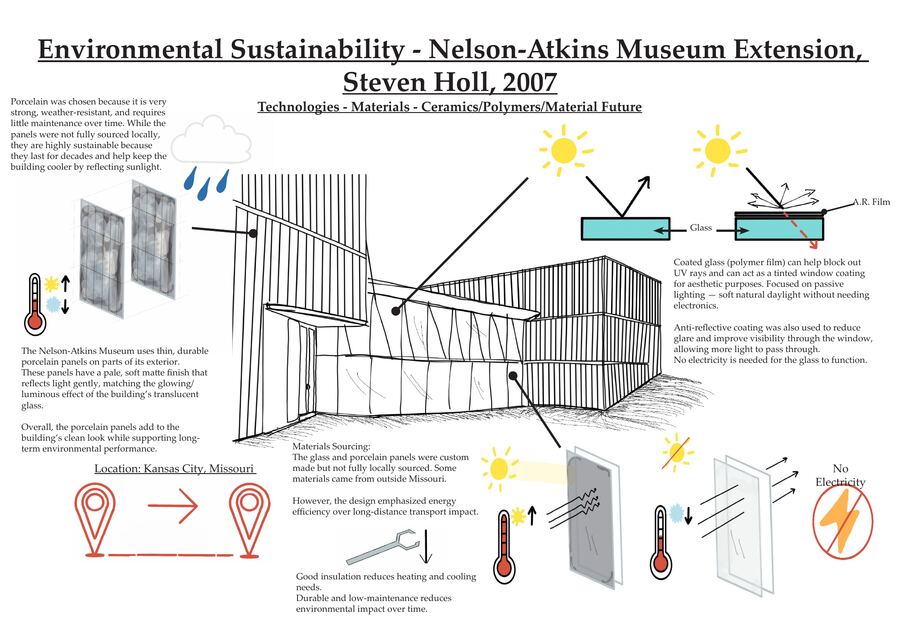 Environmental Sustainability - Nelson-Atkins Museum Extension,
Steven Holl, 2007
Technologies - Materials - Ceramics/Polymers/Material Future
Porcelain was chosen because it is very
strong, weather-resistant, and requires
little maintenance over time. While the
panels were not fully sourced locally,
they are highly sustainable because
they last for decades and help keep the
building cooler by reflecting sunlight.
A.R. Film
Glass
Coated glass (polymer film) can help block out
UV rays and can act as a tinted window coating
for aesthetic purposes. Focused on passive
lighting — soft natural daylight without needing
electronics.
Anti-reflective coating was also used to reduce
glare and improve visibility through the window,
allowing more light to pass through.
No electricity is needed for the glass to function.
The Nelson-Atkins Museum uses thin, durable
porcelain panels on parts of its exterior.
These panels have a pale, soft matte finish that
reflects light gently, matching the glowing/
luminous effect of the building's translucent
glass.
Overall, the porcelain panels add to the
building's clean look while supporting long-
term environmental performance.
Location: Kansas City, Missouri
Materials Sourcing:
The glass and porcelain panels were custom
made but not fully locally sourced. Some
materials came from outside Missouri.
However, the design emphasized energy
efficiency over long-distance transport impact.
Good insulation reduces heating and cooling
needs.
Durable and low-maintenance reduces
environmental impact over time.
No
Electricity